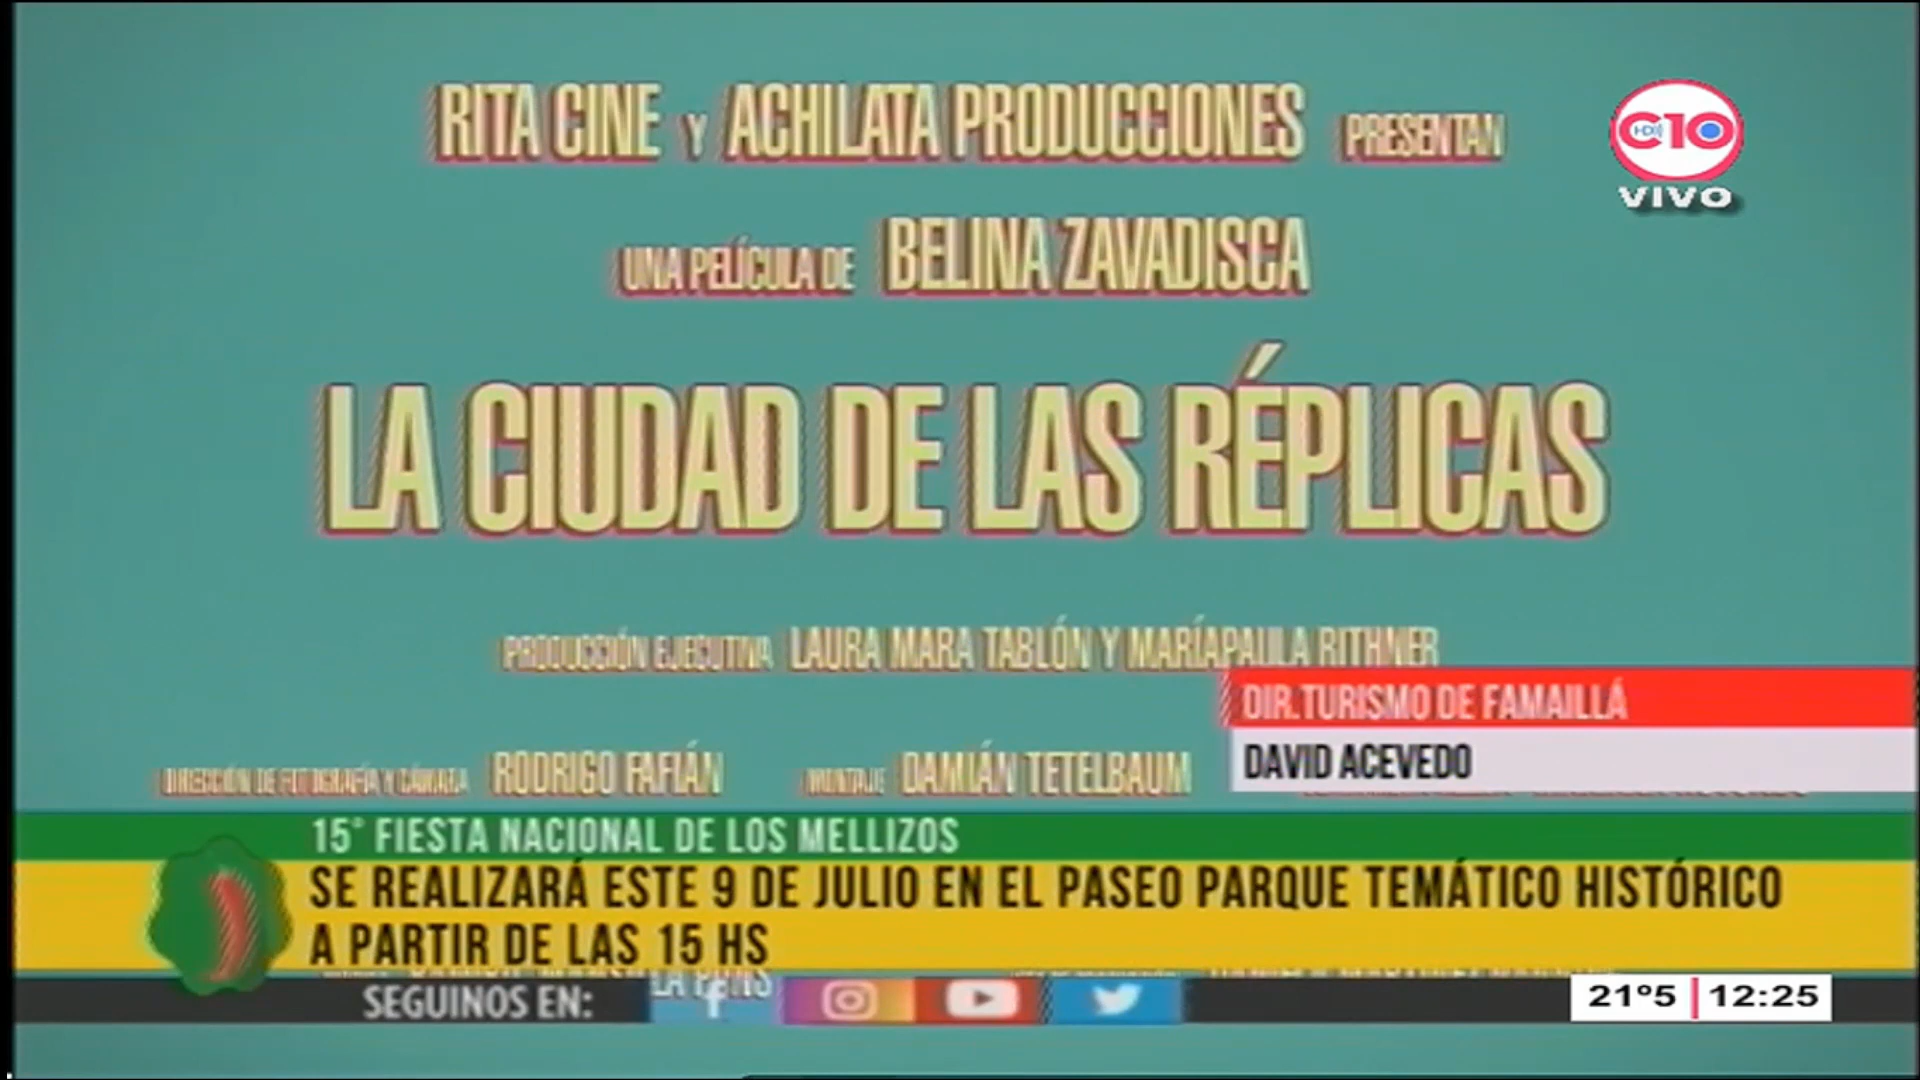 RITA CINE Y ACHILATA PRODUCCIONES PRESENTAN
C10
HD
VIVO
UNA PELÍCULA DE BELINA ZAVADISCA
LA CIUDAD DE LAS RÉPLICAS
PRODUCCIÓN EJECUTIVA LAURA MARA TABLÓN Y MARÍAPAULA RITHNER
DIR.TURISMO DE FAMAILLÁ
DAVID ACEVEDO
DIRECCIÓN DE FOTOGRAFÍA Y CÁMARA RODRIGO FAFIÁN MONTAJE DAMIÁN TETELBAUM
15° FIESTA NACIONAL DE LOS MELLIZOS
SE REALIZARÁ ESTE 9 DE JULIO EN EL PASEO PARQUE TEMÁTICO HISTÓRICO
A PARTIR DE LAS 15 HS
SEGUINOS EN:
21°5 12:25